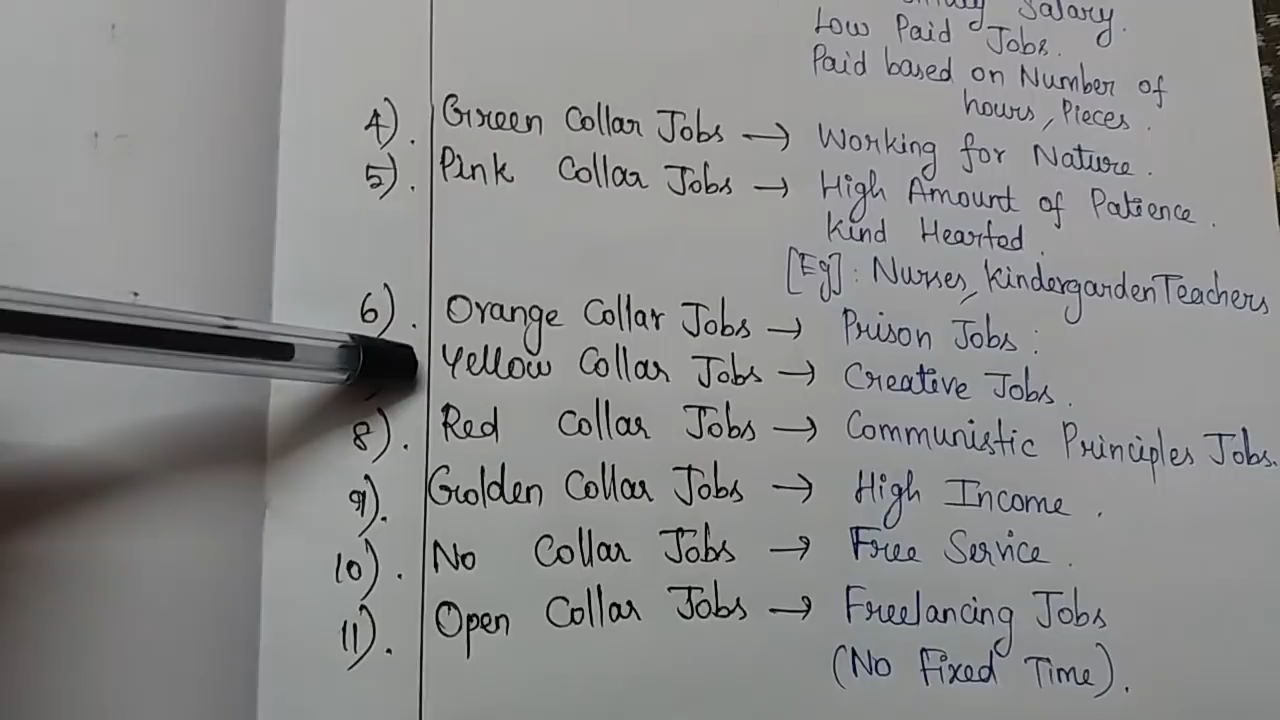 Salary.
Low Paid Jobs.
Paid based on Number of
hours, Pieces.
4). Green Collar Jobs → Working for Nature.
5). Pink Collar Jobs → High Amount of Patience.
Kind Hearted.
[Eg]: Nurses, Kindergarden Teachers
6). Orange Collar Jobs → Prison Jobs:
Yellow Collar Jobs → Creative Jobs.
8). Red Collar Jobs → Communistic Principles Jobs.
9). Golden Collar Jobs → High Income.
10). No Collar Jobs → Free Service.
11). Open Collar Jobs → Freelancing Jobs
(No Fixed Time).